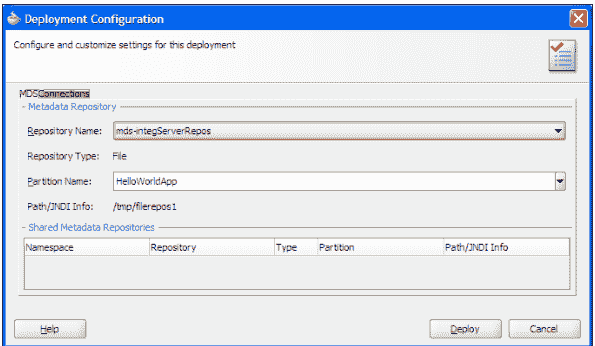 Deployment Configuration
Configure and customize settings for this deployment
MDSConnections
Metadata Repository
Repository Name: mds-integServerRepos
Repository Type: File
Partition Name: HelloWorldApp
Path/JNDI Info: /tmp/filerepos1
Shared Metadata Repositories
Namespace Repository Type Partition Path/JNDI Info
Help Deploy Cancel